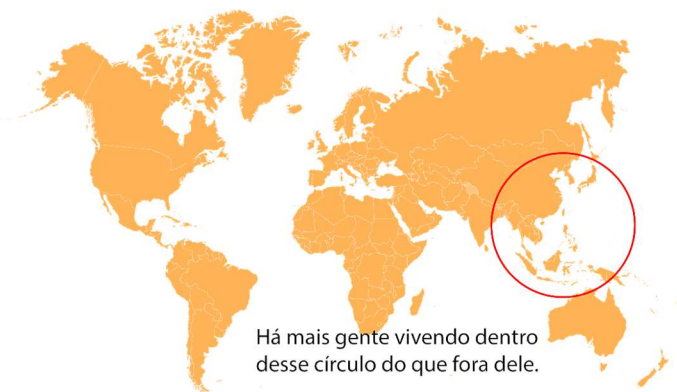 Há mais gente vivendo dentro
desse círculo do que fora dele.